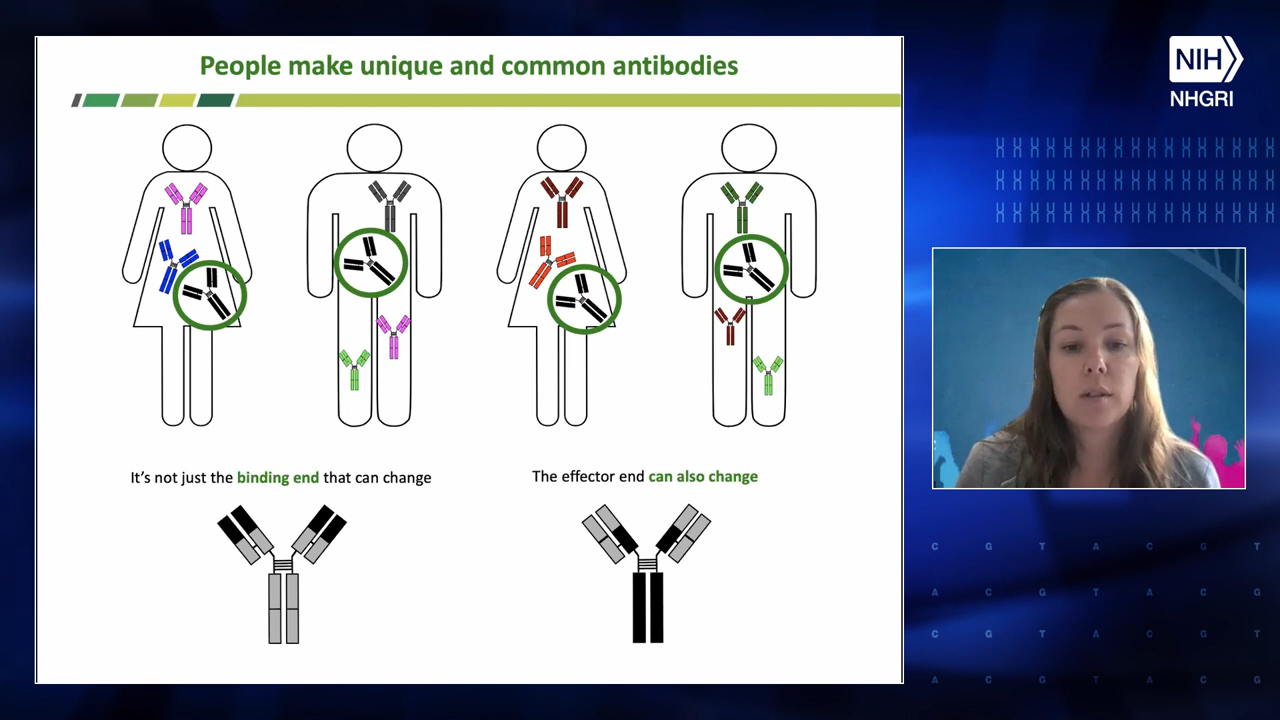 People make unique and common antibodies
NIH
NHGRI
It’s not just the binding end that can change
The effector end can also change
C G T A C G T
A C G T A C G
C G T A C G T
A C G T A C G